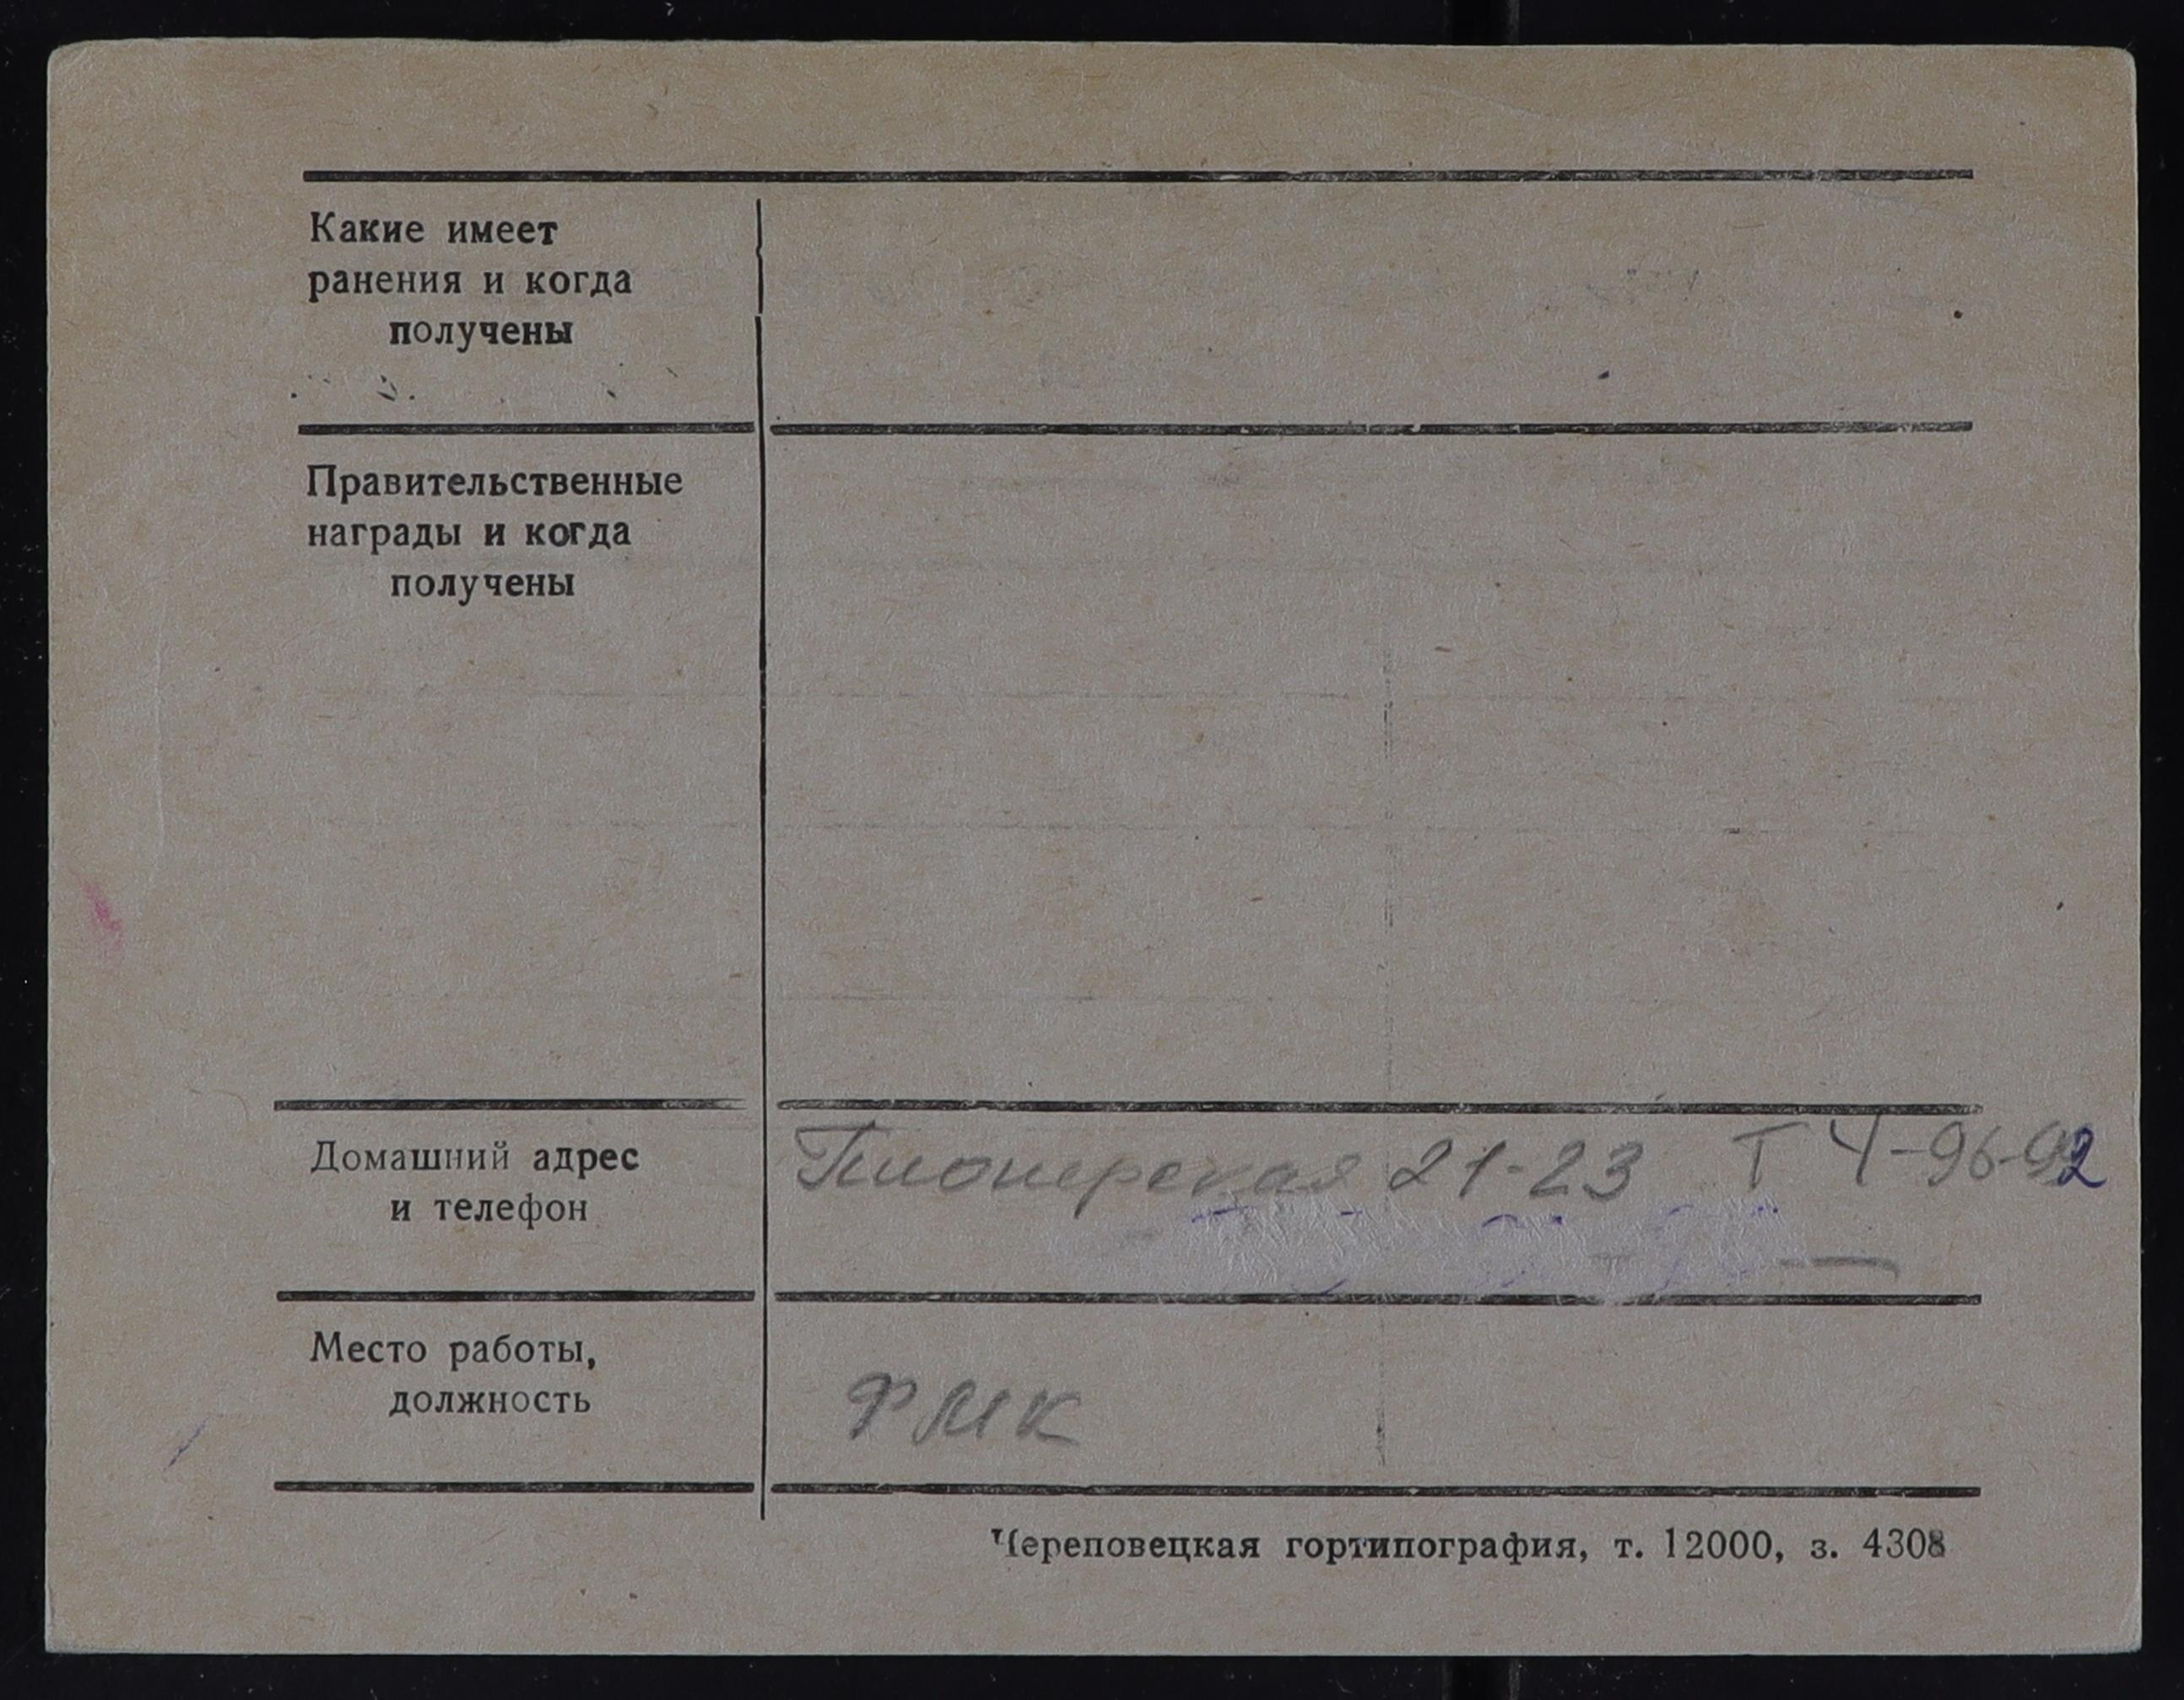 Какие имеет
ранения и когда
получены
Правительственные
награды и когда
получены
Домашний адрес
и телефон
Пионерская 21-23 Т 4-96-92
Место работы,
должность
ФМК
Череповецкая гортипография, т. 12000, з. 4308